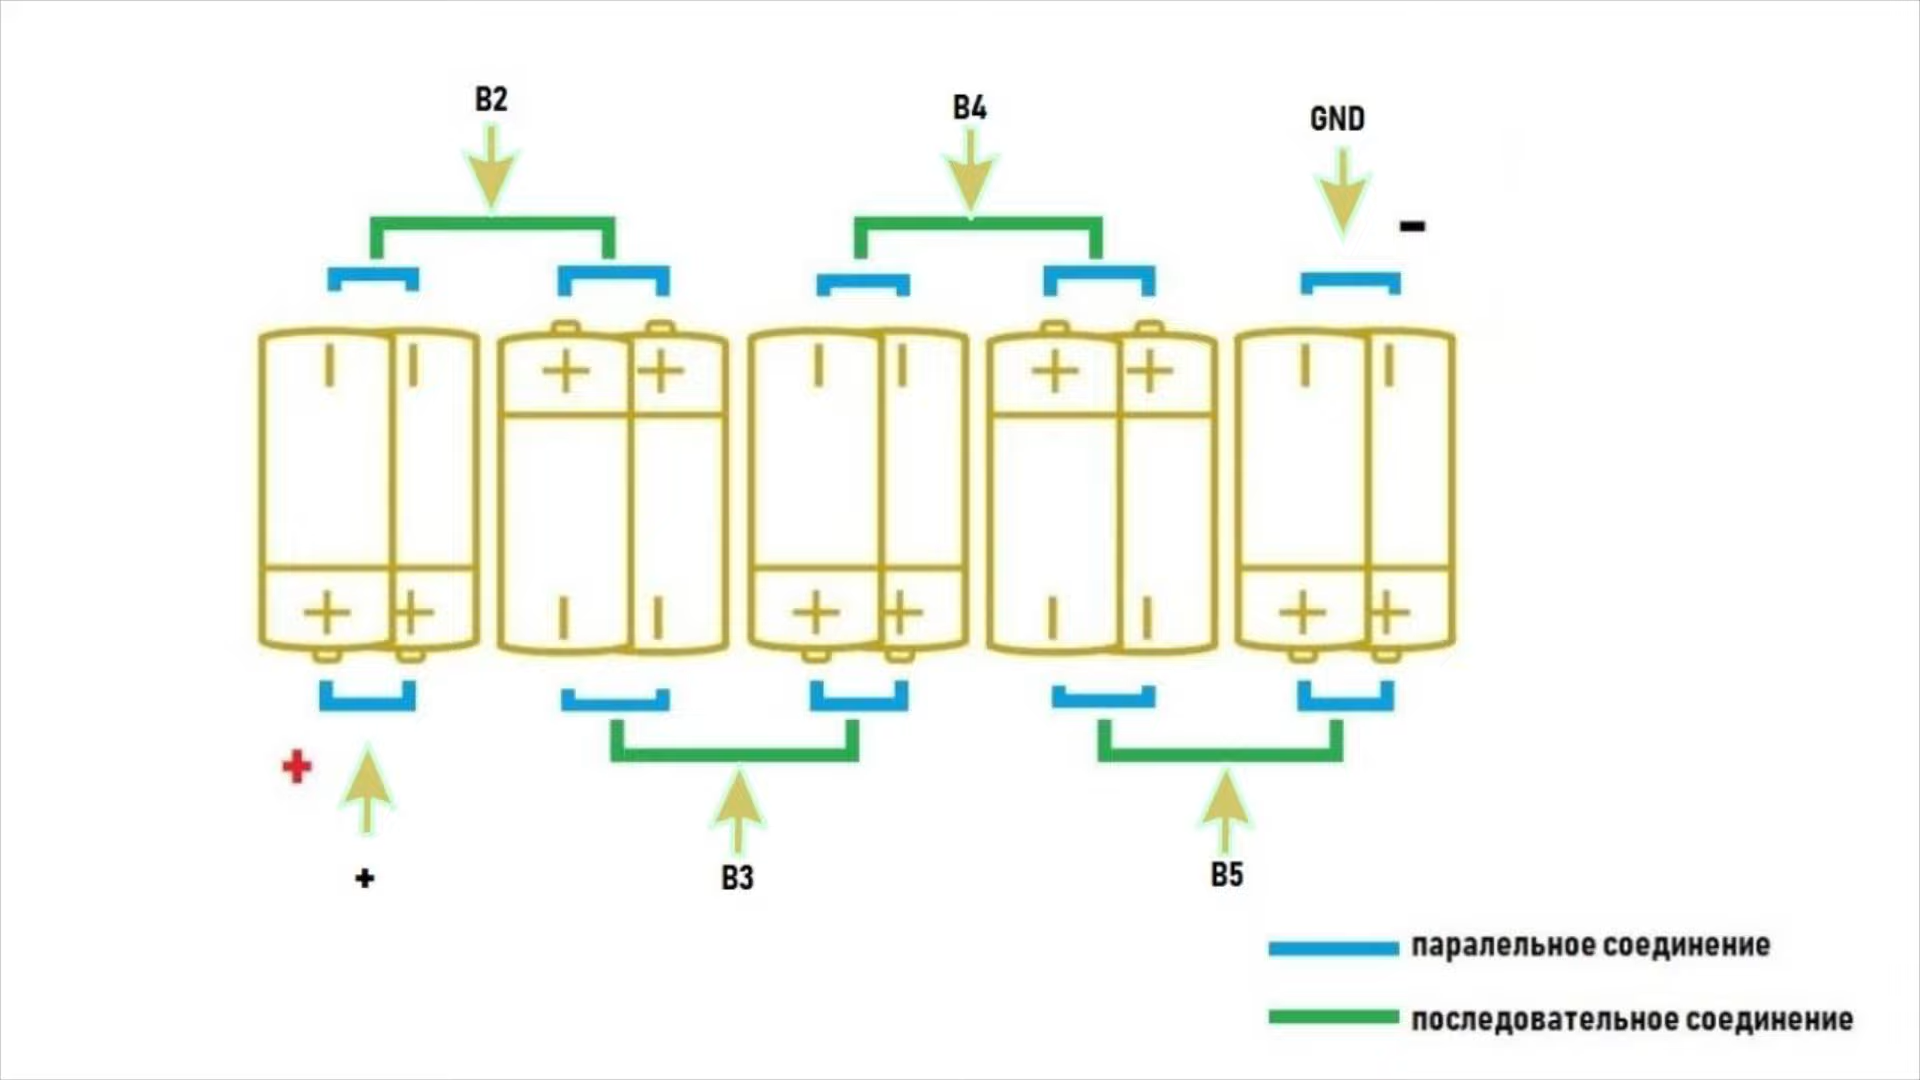 B2
B4
GND
-
+
+
B3
B5
паралельное соединение
последовательное соединение